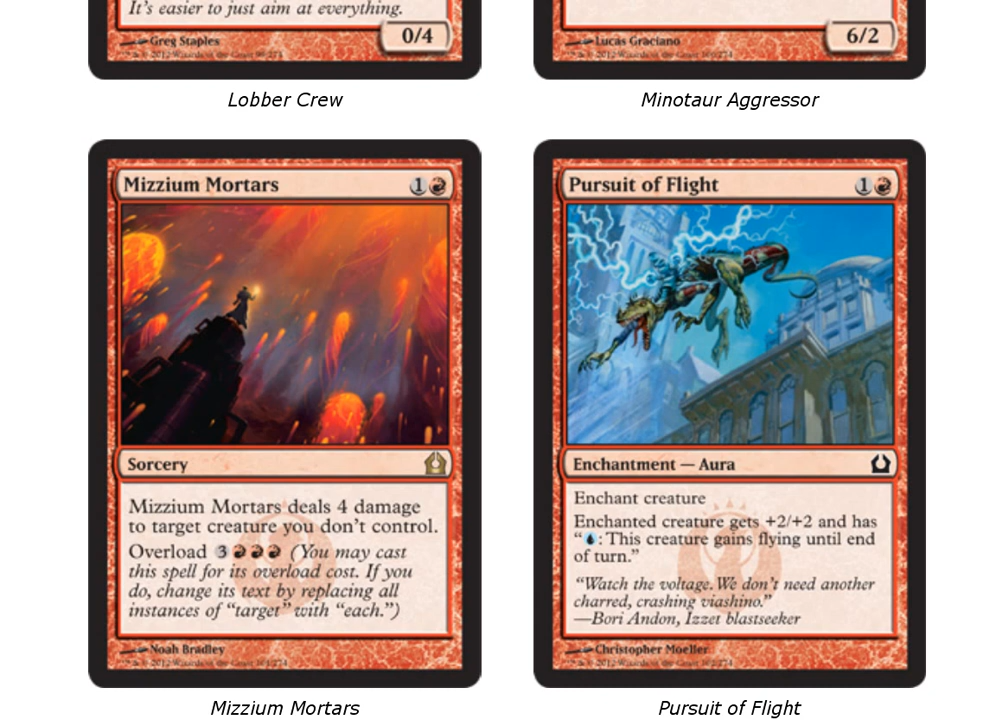 It's easier to just aim at everything.
Greg Staples
0/4
Lucas Graciano
6/2
Lobber Crew
Minotaur Aggressor
Mizzium Mortars
1
Sorcery
Mizzium Mortars deals 4 damage
to target creature you don't control.
Overload 3 (You may cast
this spell for its overload cost. If you
do, change its text by replacing all
instances of "target" with "each.")
Noah Bradley
Mizzium Mortars
Pursuit of Flight
1
Enchantment — Aura
Enchant creature
Enchanted creature gets +2/+2 and has
": This creature gains flying until end
of turn."
"Watch the voltage. We don't need another
charred, crashing viashino."
—Bori Andon, Izzet blastseeker
Christopher Moeller
Pursuit of Flight